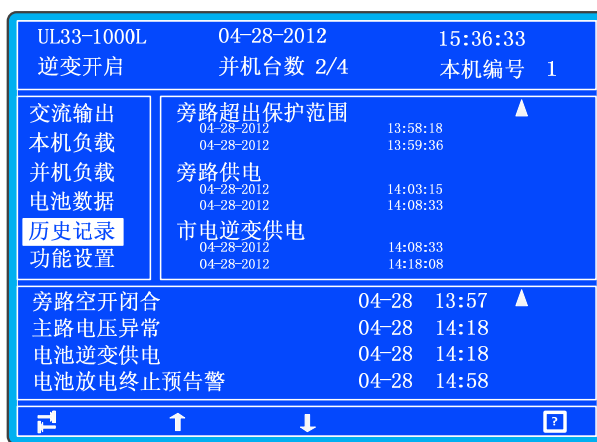 UL33-1000L 04-28-2012 15:36:33
逆变开启 并机台数 2/4 本机编号 1
交流输出
本机负载
并机负载
电池数据
历史记录
功能设置
旁路超出保护范围
04-28-2012 13:58:18
04-28-2012 13:59:36
旁路供电
04-28-2012 14:03:15
04-28-2012 14:08:33
市电逆变供电
04-28-2012 14:08:33
04-28-2012 14:18:08
旁路空开闭合 04-28 13:57
主路电压异常 04-28 14:18
电池逆变供电 04-28 14:18
电池放电终止预告警 04-28 14:58
?